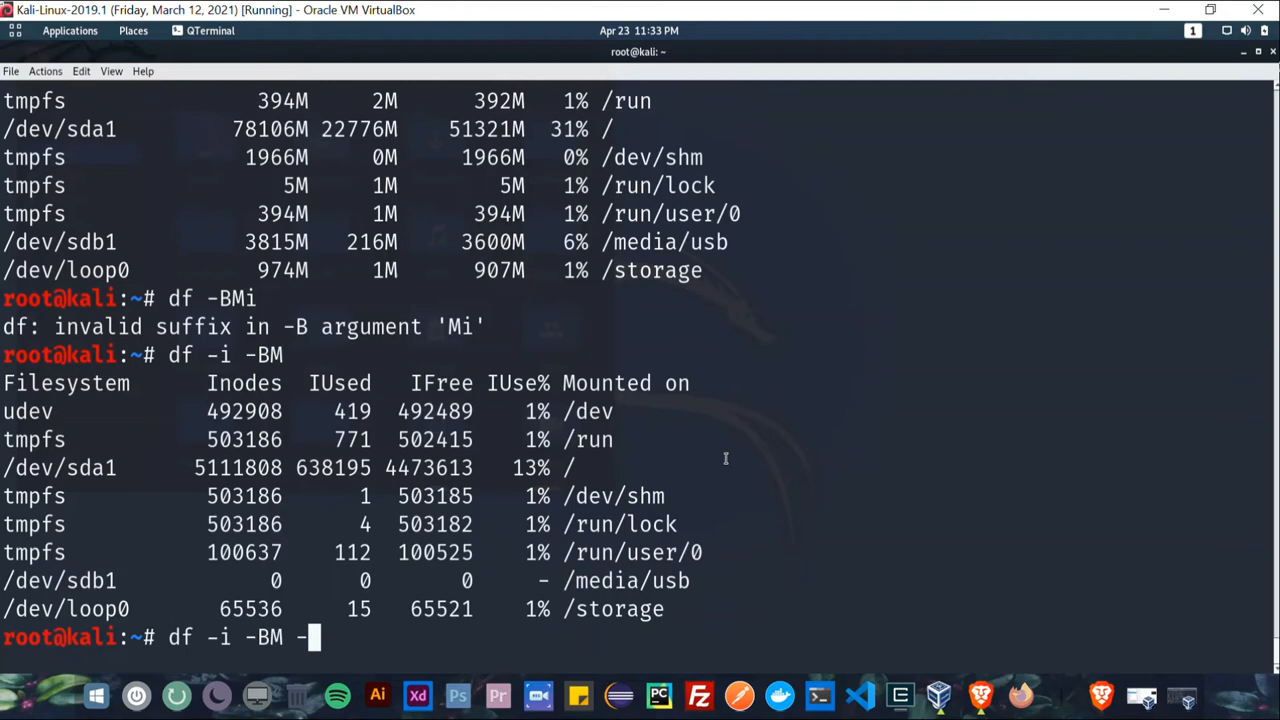 Kali-Linux-2019.1 (Friday, March 12, 2021) [Running] - Oracle VM VirtualBox
Applications Places QTerminal Apr 23 11:33 PM 1
root@kali: ~
File Actions Edit View Help
tmpfs 394M 2M 392M 1% /run
/dev/sda1 78106M 22776M 51321M 31% /
tmpfs 1966M 0M 1966M 0% /dev/shm
tmpfs 5M 1M 5M 1% /run/lock
tmpfs 394M 1M 394M 1% /run/user/0
/dev/sdb1 3815M 216M 3600M 6% /media/usb
/dev/loop0 974M 1M 907M 1% /storage
root@kali:~# df -BMi
df: invalid suffix in -B argument 'Mi'
root@kali:~# df -i -BM
Filesystem Inodes IUsed IFree IUse% Mounted on
udev 492908 419 492489 1% /dev
tmpfs 503186 771 502415 1% /run
/dev/sda1 5111808 638195 4473613 13% /
tmpfs 503186 1 503185 1% /dev/shm
tmpfs 503186 4 503182 1% /run/lock
tmpfs 100637 112 100525 1% /run/user/0
/dev/sdb1 0 0 0 - /media/usb
/dev/loop0 65536 15 65521 1% /storage
root@kali:~# df -i -BM -
Ai Xd Ps Pr PC FZ